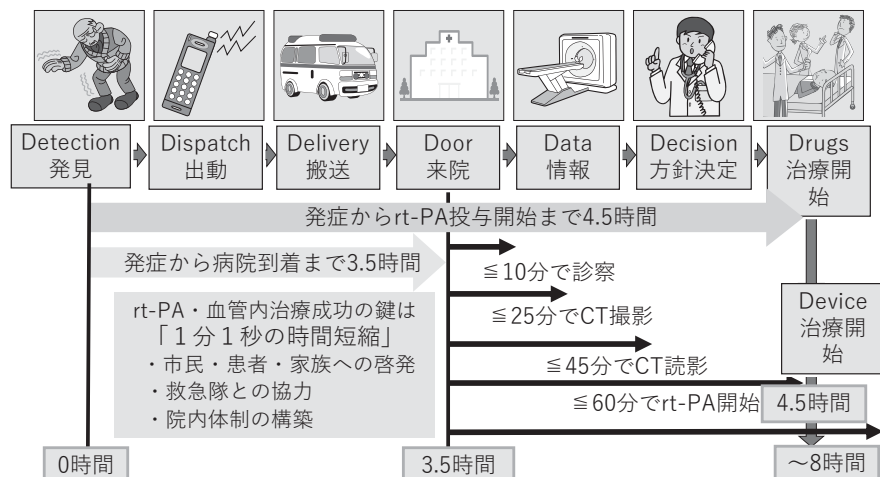 Detection
発見
Dispatch
出動
Delivery
搬送
Door
来院
Data
情報
Decision
方針決定
Drugs
治療開
始
発症からrt-PA投与開始まで4.5時間
発症から病院到着まで3.5時間
≦10分で診察
≦25分でCT撮影
≦45分でCT読影
≦60分でrt-PA開始
rt-PA・血管内治療成功の鍵は
「１分１秒の時間短縮」
・市民・患者・家族への啓発
・救急隊との協力
・院内体制の構築
Device
治療開
始
4.5時間
0時間
3.5時間
～8時間